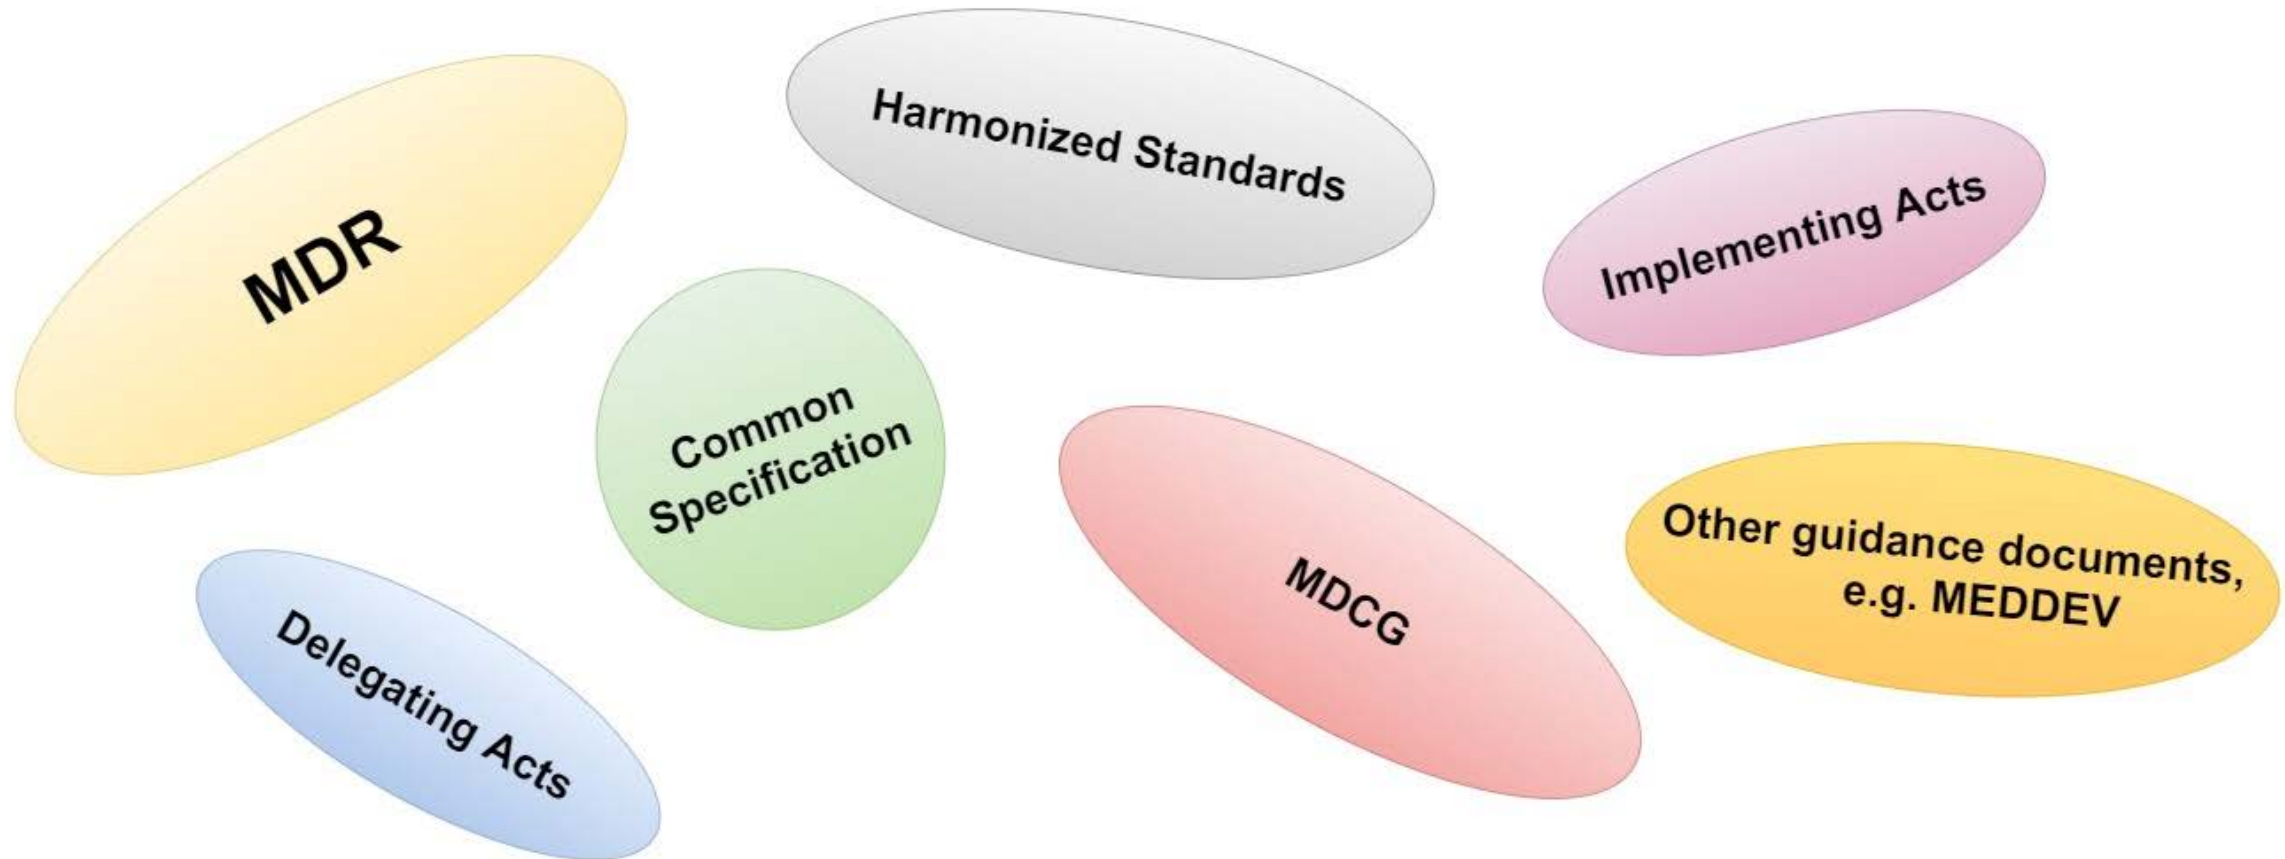 MDR
Harmonized Standards
Implementing Acts
Common
Specification
MDCG
Other guidance documents,
e.g. MEDDEV
Delegating Acts